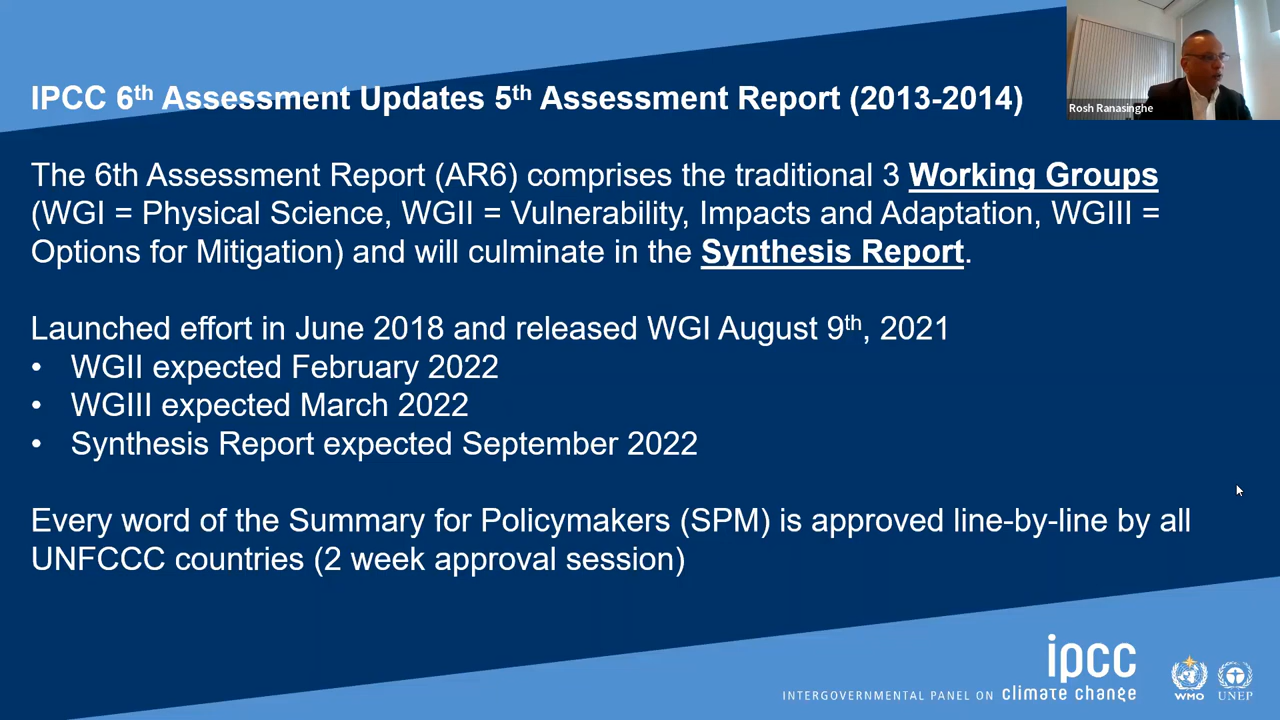 IPCC 6th Assessment Updates 5th Assessment Report (2013-2014)
Rosh Ranasinghe
The 6th Assessment Report (AR6) comprises the traditional 3 Working Groups
(WGI = Physical Science, WGII = Vulnerability, Impacts and Adaptation, WGIII =
Options for Mitigation) and will culminate in the Synthesis Report.
Launched effort in June 2018 and released WGI August 9th, 2021
• WGII expected February 2022
• WGIII expected March 2022
• Synthesis Report expected September 2022
Every word of the Summary for Policymakers (SPM) is approved line-by-line by all
UNFCCC countries (2 week approval session)
ipcc
INTERGOVERNMENTAL PANEL ON climate change
WMO
UNEP